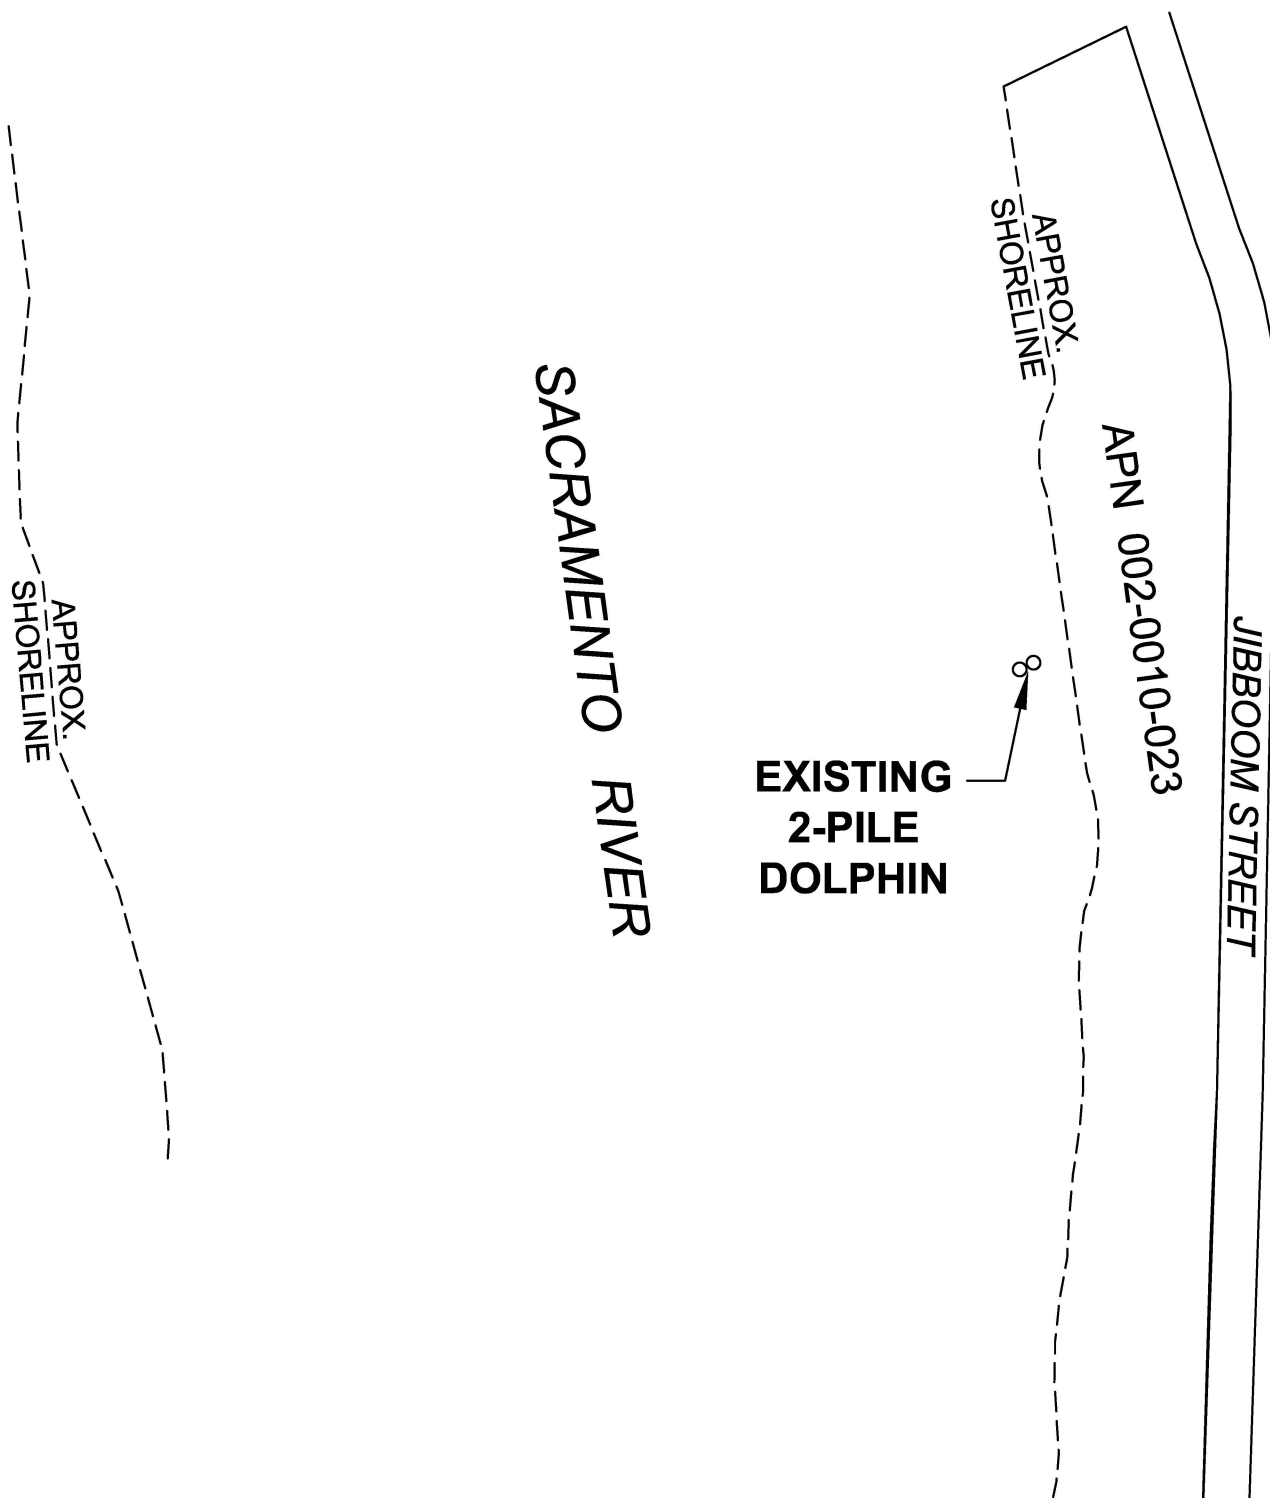 APPROX.
SHORELINE
SACRAMENTO RIVER
APPROX.
SHORELINE
APN 002-0010-023
JIBBOOM STREET
EXISTING
2-PILE
DOLPHIN